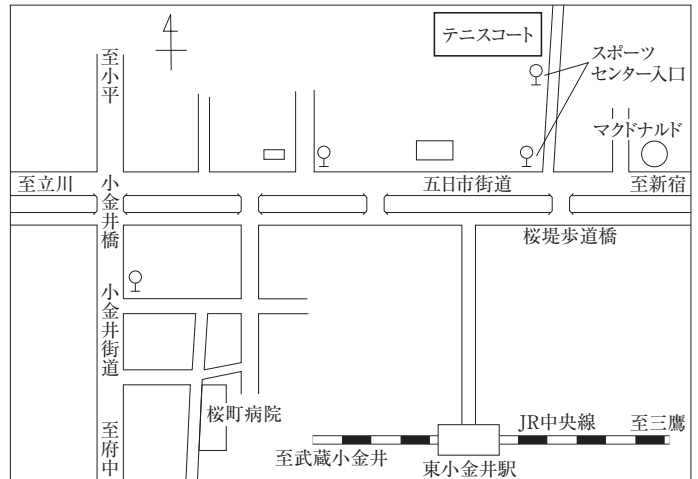 テニスコート
スポーツ
センター入口
至小平
マクドナルド
至立川
小金井橋
五日市街道
至新宿
桜堤歩道橋
小金井街道
桜町病院
至府中
JR中央線
至三鷹
至武蔵小金井
東小金井駅